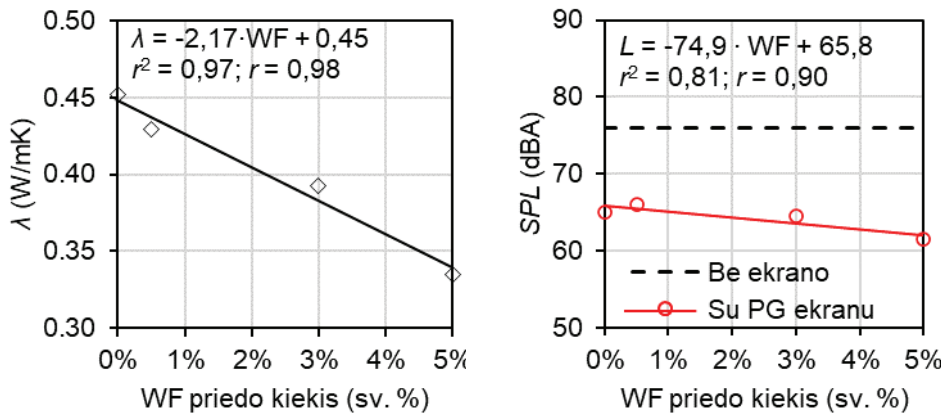 λ = -2,17·WF + 0,45
r² = 0,97; r = 0,98
0.50
0.45
0.40
0.35
0.30
λ (W/mK)
0% 1% 2% 3% 4% 5%
WF priedo kiekis (sv. %)
L = -74,9 · WF + 65,8
r² = 0,81; r = 0,90
90
80
70
60
50
SPL (dBA)
Be ekrano
Su PG ekranu
0% 1% 2% 3% 4% 5%
WF priedo kiekis (sv. %)